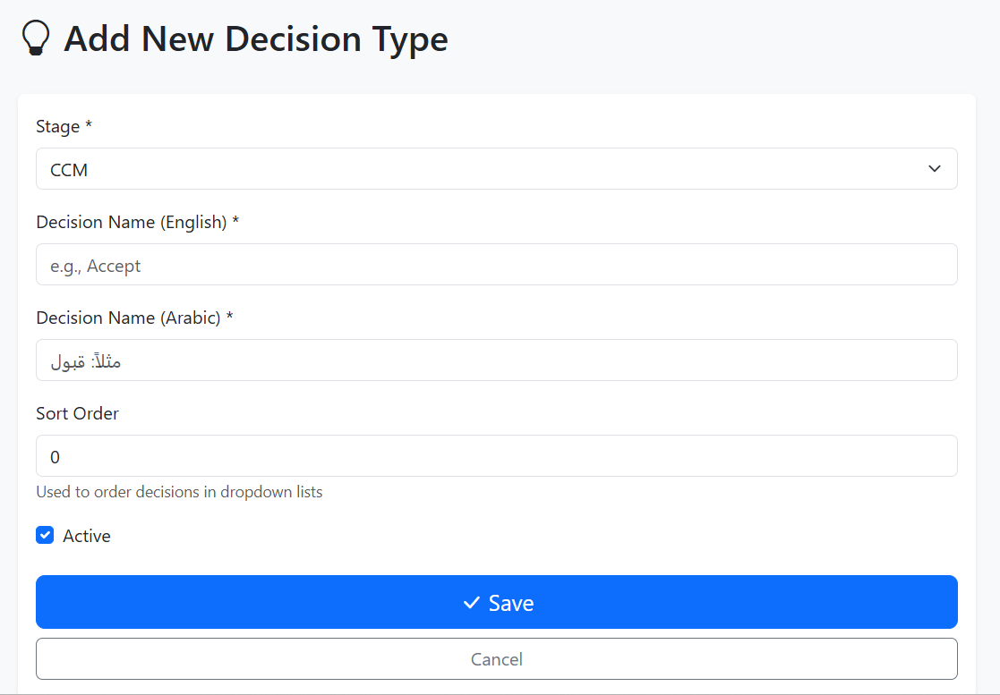 Add New Decision Type
Stage *
CCM
Decision Name (English) *
e.g., Accept
Decision Name (Arabic) *
مثلاً: قبول
Sort Order
0
Used to order decisions in dropdown lists
Active
Save
Cancel